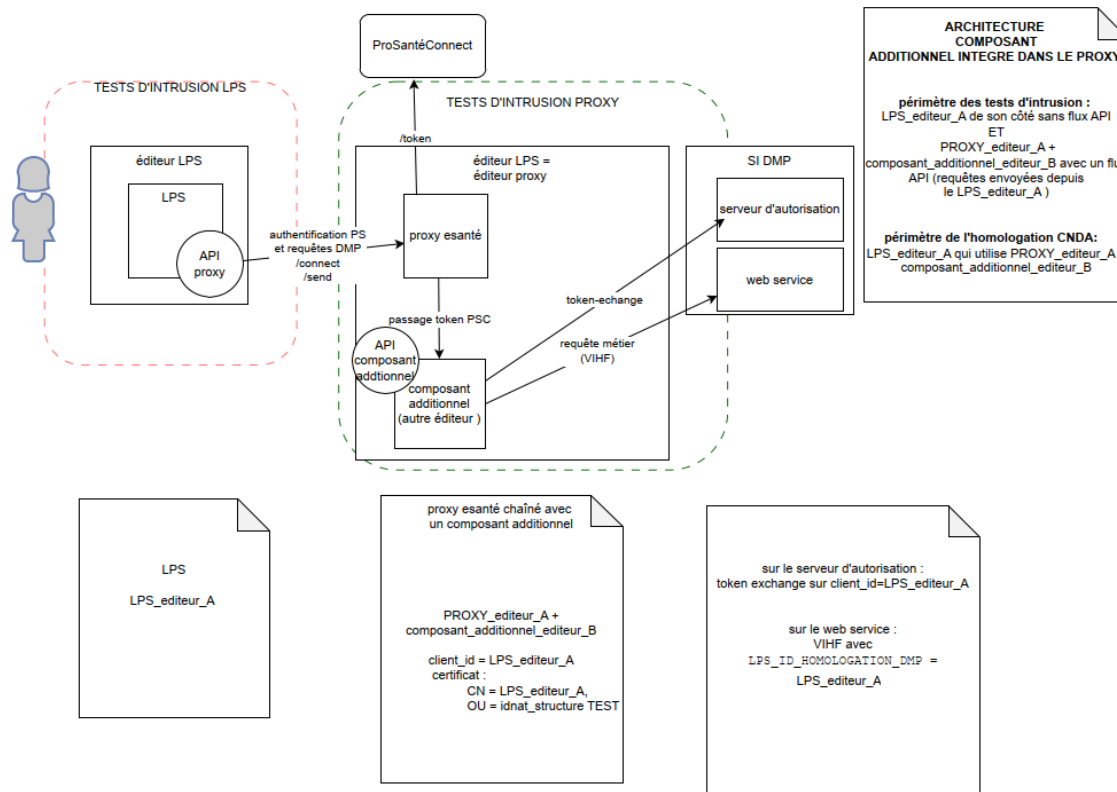 ProSantéConnect
TESTS D'INTRUSION LPS
TESTS D'INTRUSION PROXY
/token
éditeur LPS
LPS
API
proxy
authentification PS
et requêtes DMP
/connect
/send
éditeur LPS =
éditeur proxy
proxy esanté
passage token PSC
API
composant
addtionnel
composant
additionnel
(autre éditeur )
token-echange
requête métier
(VIHF)
SI DMP
serveur d'autorisation
web service
ARCHITECTURE
COMPOSANT
ADDITIONNEL INTEGRE DANS LE PROXY
périmètre des tests d'intrusion :
LPS_editeur_A de son côté sans flux API
ET
PROXY_editeur_A +
composant_additionnel_editeur_B avec un flu
API (requêtes envoyées depuis
le LPS_editeur_A )
périmètre de l'homologation CNDA:
LPS_editeur_A qui utilise PROXY_editeur_A
composant_additionnel_editeur_B
LPS
LPS_editeur_A
proxy esanté chaîné avec
un composant additionnel
PROXY_editeur_A +
composant_additionnel_editeur_B
client_id = LPS_editeur_A
certificat :
CN = LPS_editeur_A,
OU = idnat_structure TEST
sur le serveur d'autorisation :
token exchange sur client_id=LPS_editeur_A
sur le web service :
VIHF avec
LPS_ID_HOMOLOGATION_DMP =
LPS_editeur_A